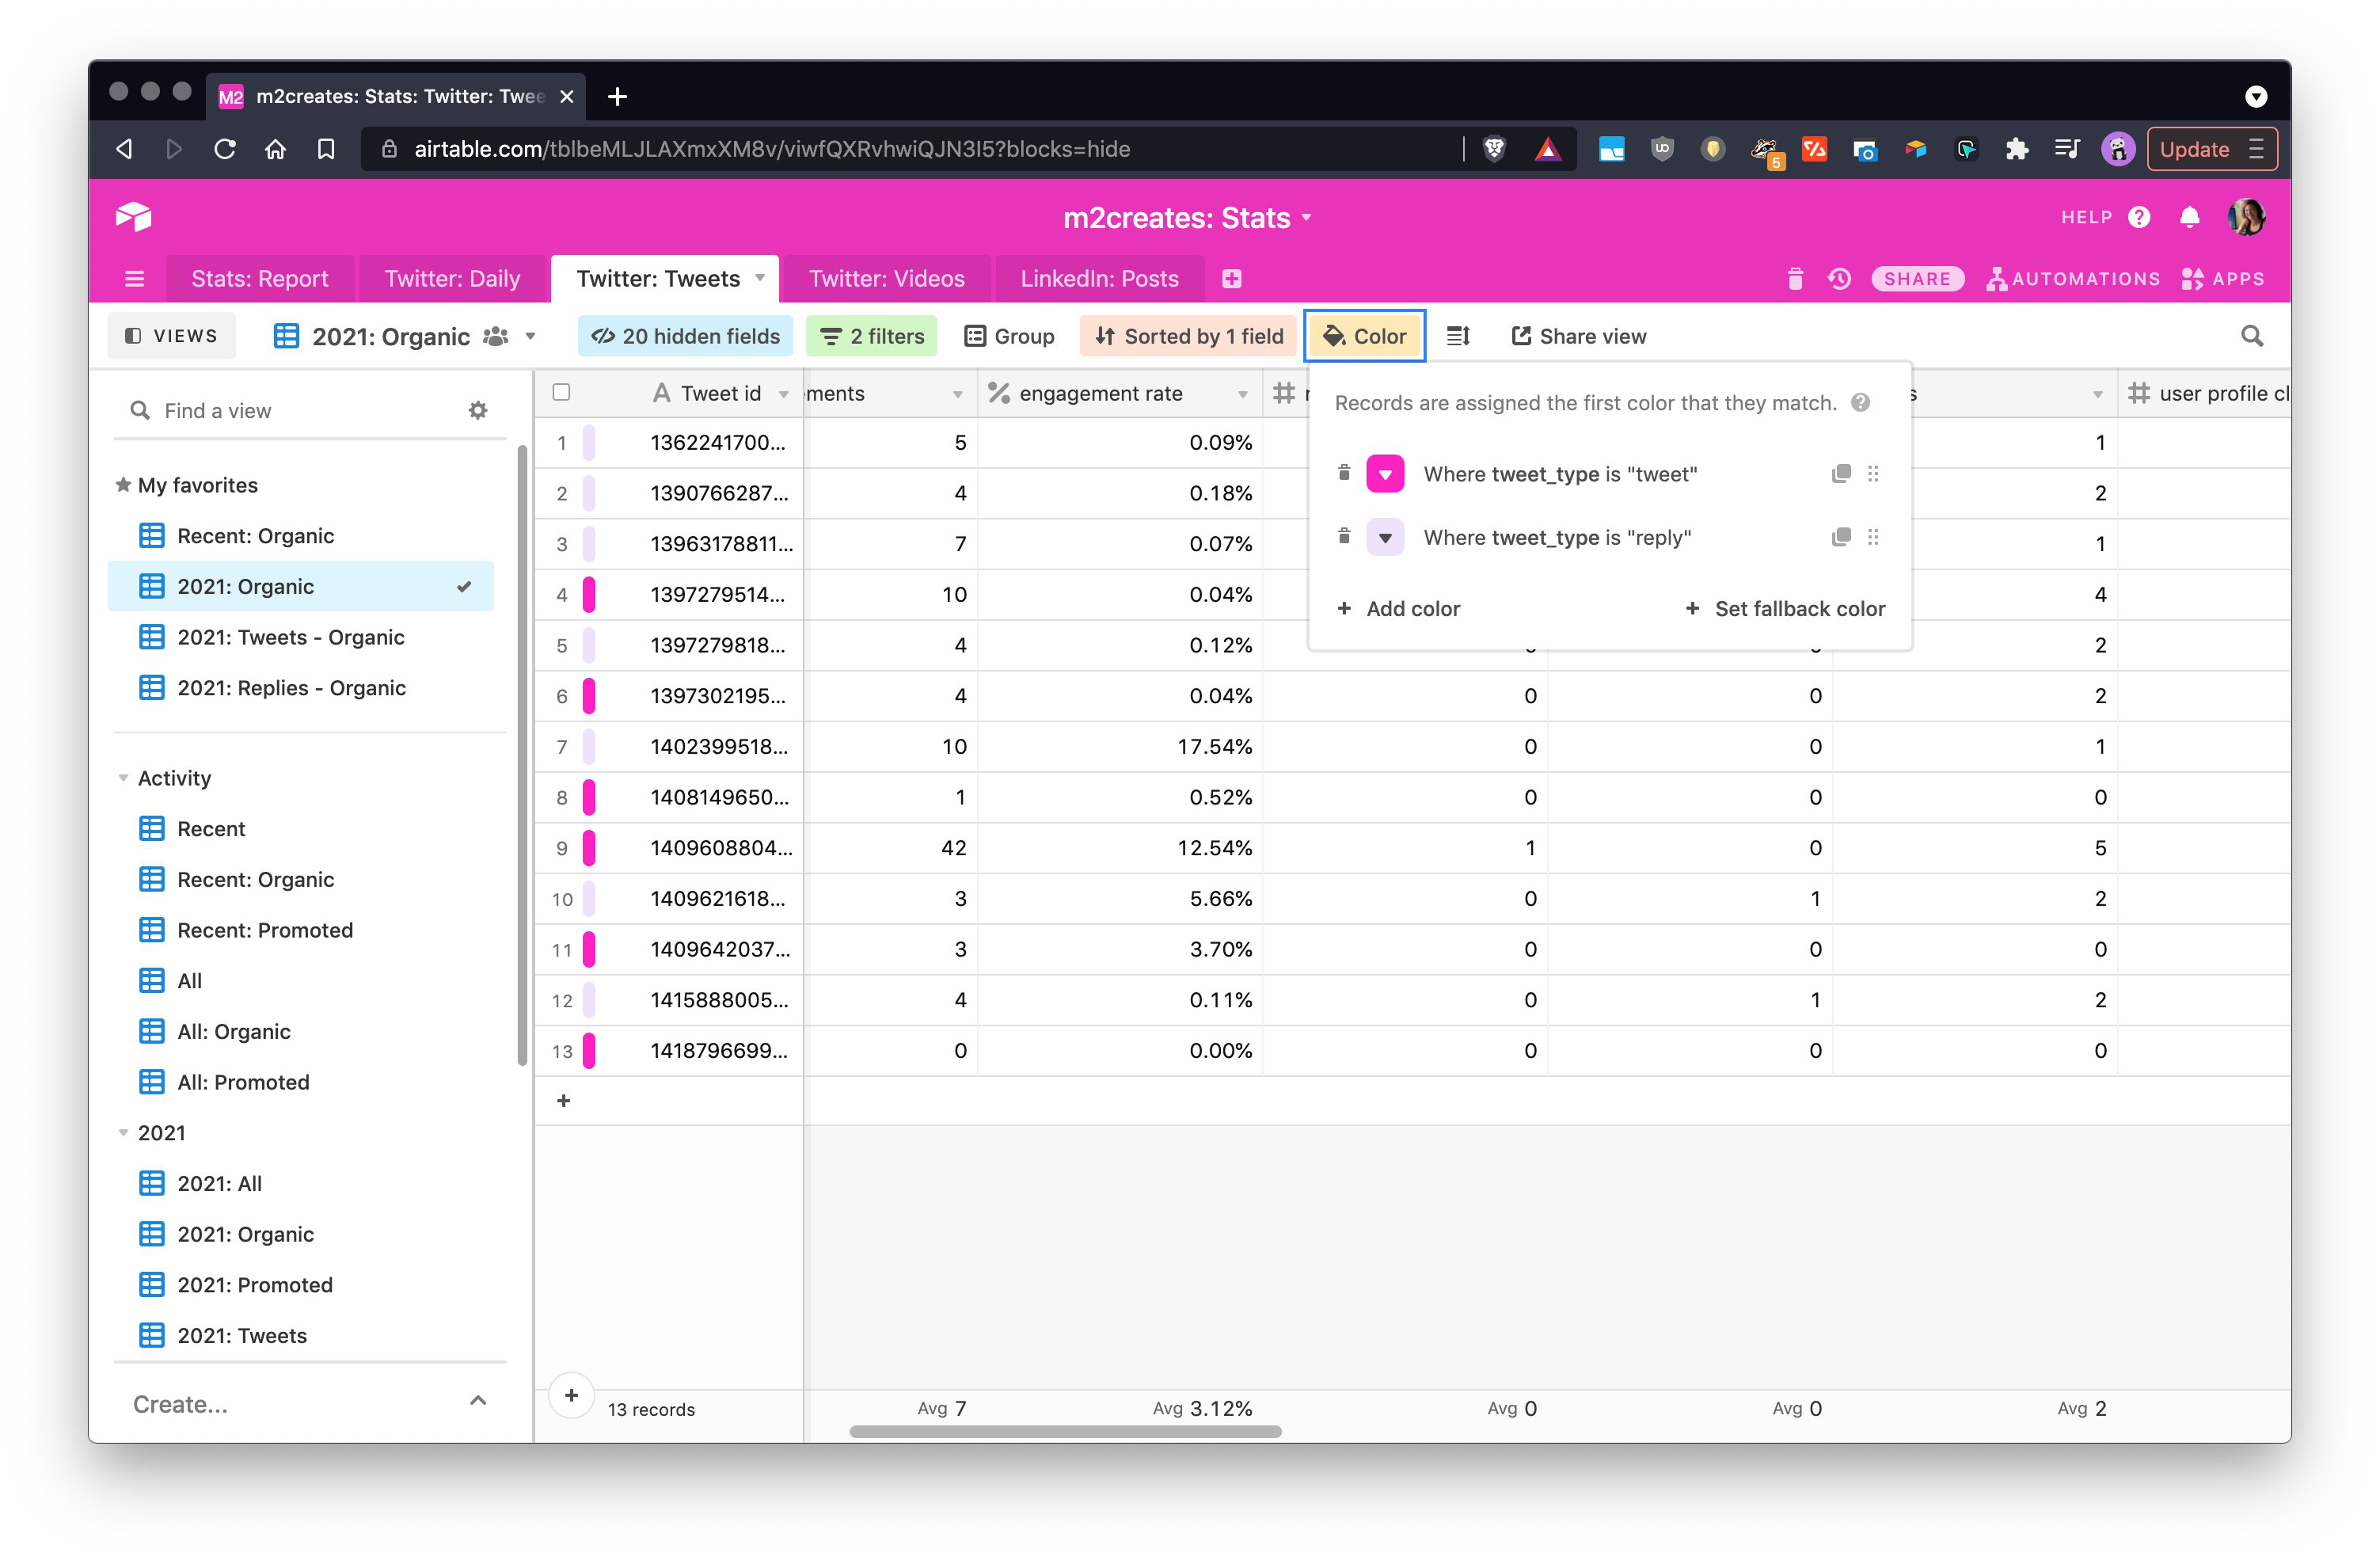 M2 m2creates: Stats: Twitter: Twee
airtable.com/tblbeMLJLAXmxXM8v/viwfQXRvhwiQJN3I5?blocks=hide
5
Update
m2creates: Stats
HELP
Stats: Report Twitter: Daily Twitter: Tweets Twitter: Videos LinkedIn: Posts
SHARE AUTOMATIONS APPS
VIEWS 2021: Organic 20 hidden fields 2 filters Group Sorted by 1 field Color Share view
Find a view
My favorites
Recent: Organic
2021: Organic
2021: Tweets - Organic
2021: Replies - Organic
Activity
Recent
Recent: Organic
Recent: Promoted
All
All: Organic
All: Promoted
2021
2021: All
2021: Organic
2021: Promoted
2021: Tweets
Create...
Tweet id ments engagement rate s user profile cl
1 1362241700... 5 0.09% 1
2 1390766287... 4 0.18% 2
3 13963178811... 7 0.07% 1
4 1397279514... 10 0.04% 4
5 1397279818... 4 0.12% 2
6 1397302195... 4 0.04% 0 0 2
7 1402399518... 10 17.54% 0 0 1
8 1408149650... 1 0.52% 0 0 0
9 1409608804... 42 12.54% 1 0 5
10 1409621618... 3 5.66% 0 1 2
11 1409642037... 3 3.70% 0 0 0
12 1415888005... 4 0.11% 0 1 2
13 1418796699... 0 0.00% 0 0 0
13 records Avg 7 Avg 3.12% Avg 0 Avg 0 Avg 2
Records are assigned the first color that they match.
Where tweet_type is "tweet"
Where tweet_type is "reply"
+ Add color + Set fallback color